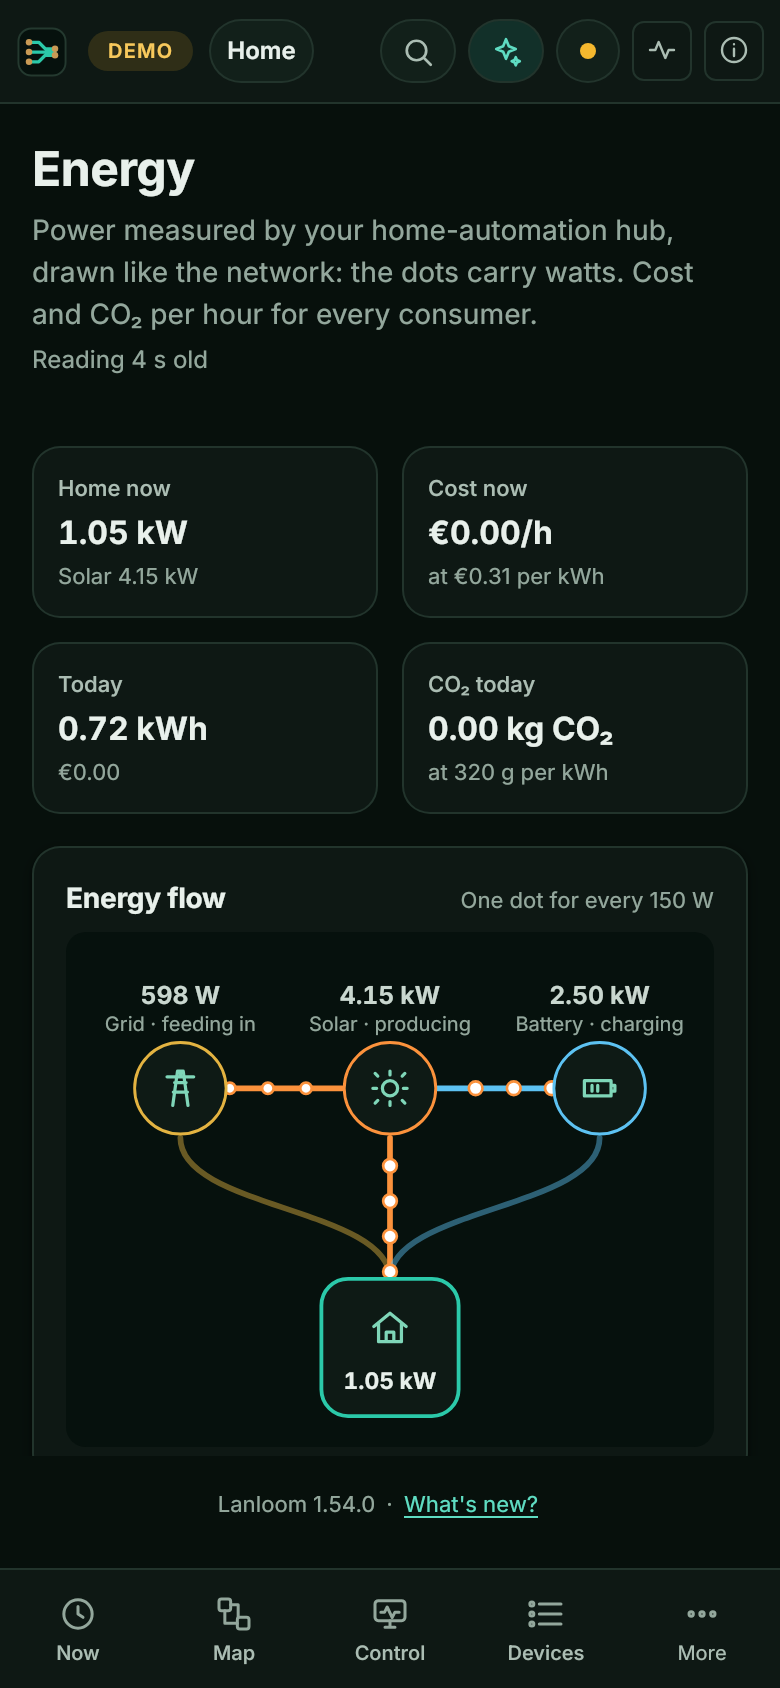 DEMO
Home
Energy
Power measured by your home-automation hub,
drawn like the network: the dots carry watts. Cost
and CO₂ per hour for every consumer.
Reading 4 s old
Home now
1.05 kW
Solar 4.15 kW
Cost now
€0.00/h
at €0.31 per kWh
Today
0.72 kWh
€0.00
CO₂ today
0.00 kg CO₂
at 320 g per kWh
Energy flow
One dot for every 150 W
598 W
Grid · feeding in
4.15 kW
Solar · producing
2.50 kW
Battery · charging
1.05 kW
Lanloom 1.54.0 · What's new?
Now
Map
Control
Devices
More